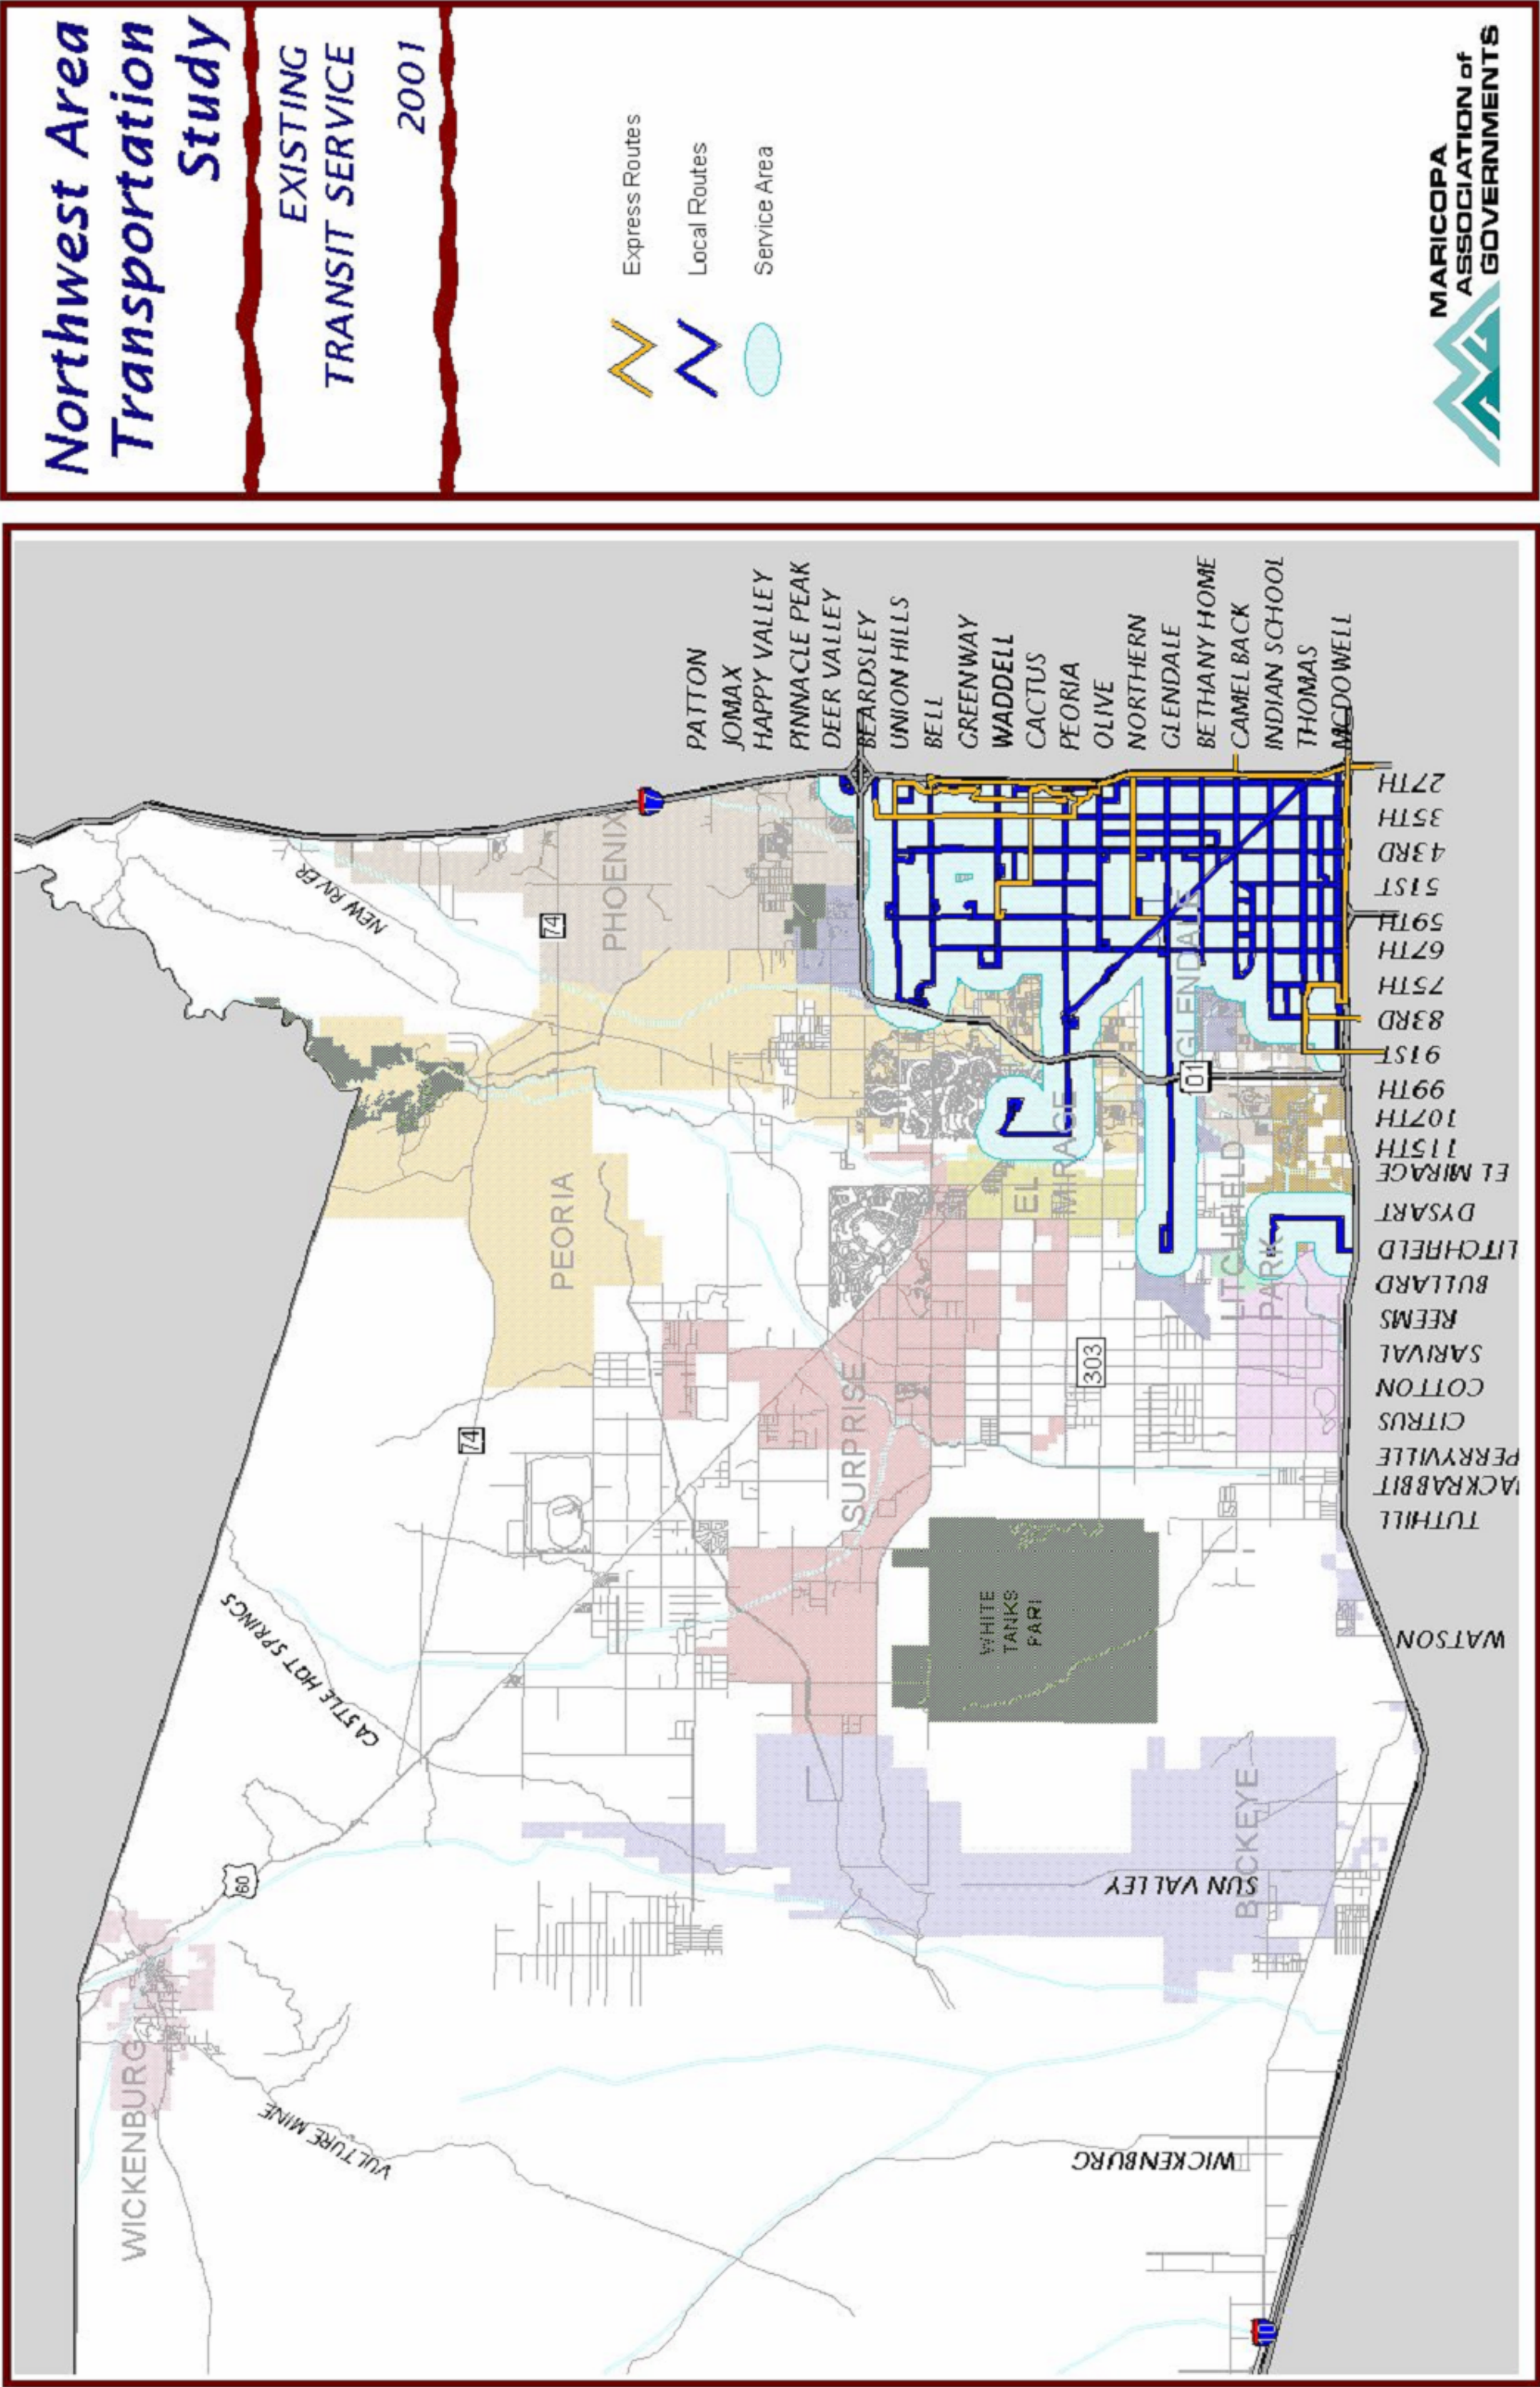 Northwest Area
Transportation
Study
EXISTING
TRANSIT SERVICE
2001
Express Routes
Local Routes
Service Area
MARICOPA
ASSOCIATION of
GOVERNMENTS
PATTON
JOMAX
HAPPY VALLEY
PINNACLE PEAK
DEER VALLEY
BEARDSLEY
UNION HILLS
BELL
GREENWAY
WADDELL
CACTUS
PEORIA
OLIVE
NORTHERN
GLENDALE
BETHANY HOME
CAMELBACK
INDIAN SCHOOL
THOMAS
MCDOWELL
27TH
35TH
43RD
51ST
59TH
67TH
75TH
83RD
91ST
99TH
107TH
115TH
EL MIRAGE
DYSART
LITCHFIELD
BULLARD
REEMS
SARIVAL
COTTON
CITRUS
PERRYVILLE
JACKRABBIT
TUTHILL
WATSON
WICKENBURG
60
VULTURE MINE
CASTLE HOT SPRINGS
74
PEORIA
NEW RIVER
74
PHOENIX
SURPRISE
EL
MIRAGE
GLENDALE
101
LITCHFIELD
PARK
303
WHITE
TANKS
PARI
SUN VALLEY
BUCKEYE
WICKENBURG
10